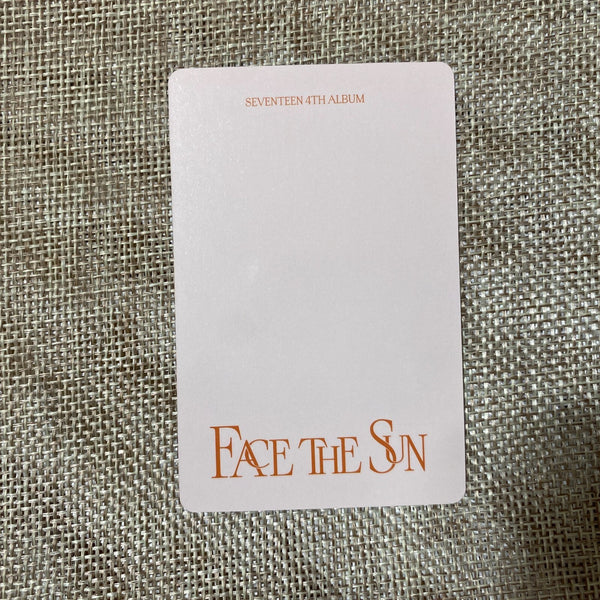 SEVENTEEN 4TH ALBUM
FACE THE SUN